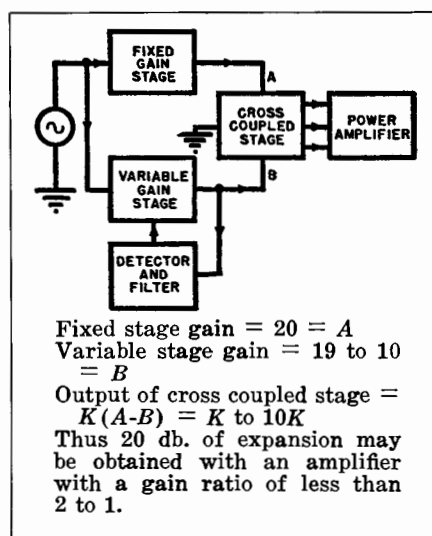 FIXED
GAIN
STAGE
A
CROSS
COUPLED
STAGE
POWER
AMPLIFIER
B
VARIABLE
GAIN
STAGE
DETECTOR
AND
FILTER
Fixed stage gain = 20 = A
Variable stage gain = 19 to 10
= B
Output of cross coupled stage =
K(A-B) = K to 10K
Thus 20 db. of expansion may
be obtained with an amplifier
with a gain ratio of less than
2 to 1.